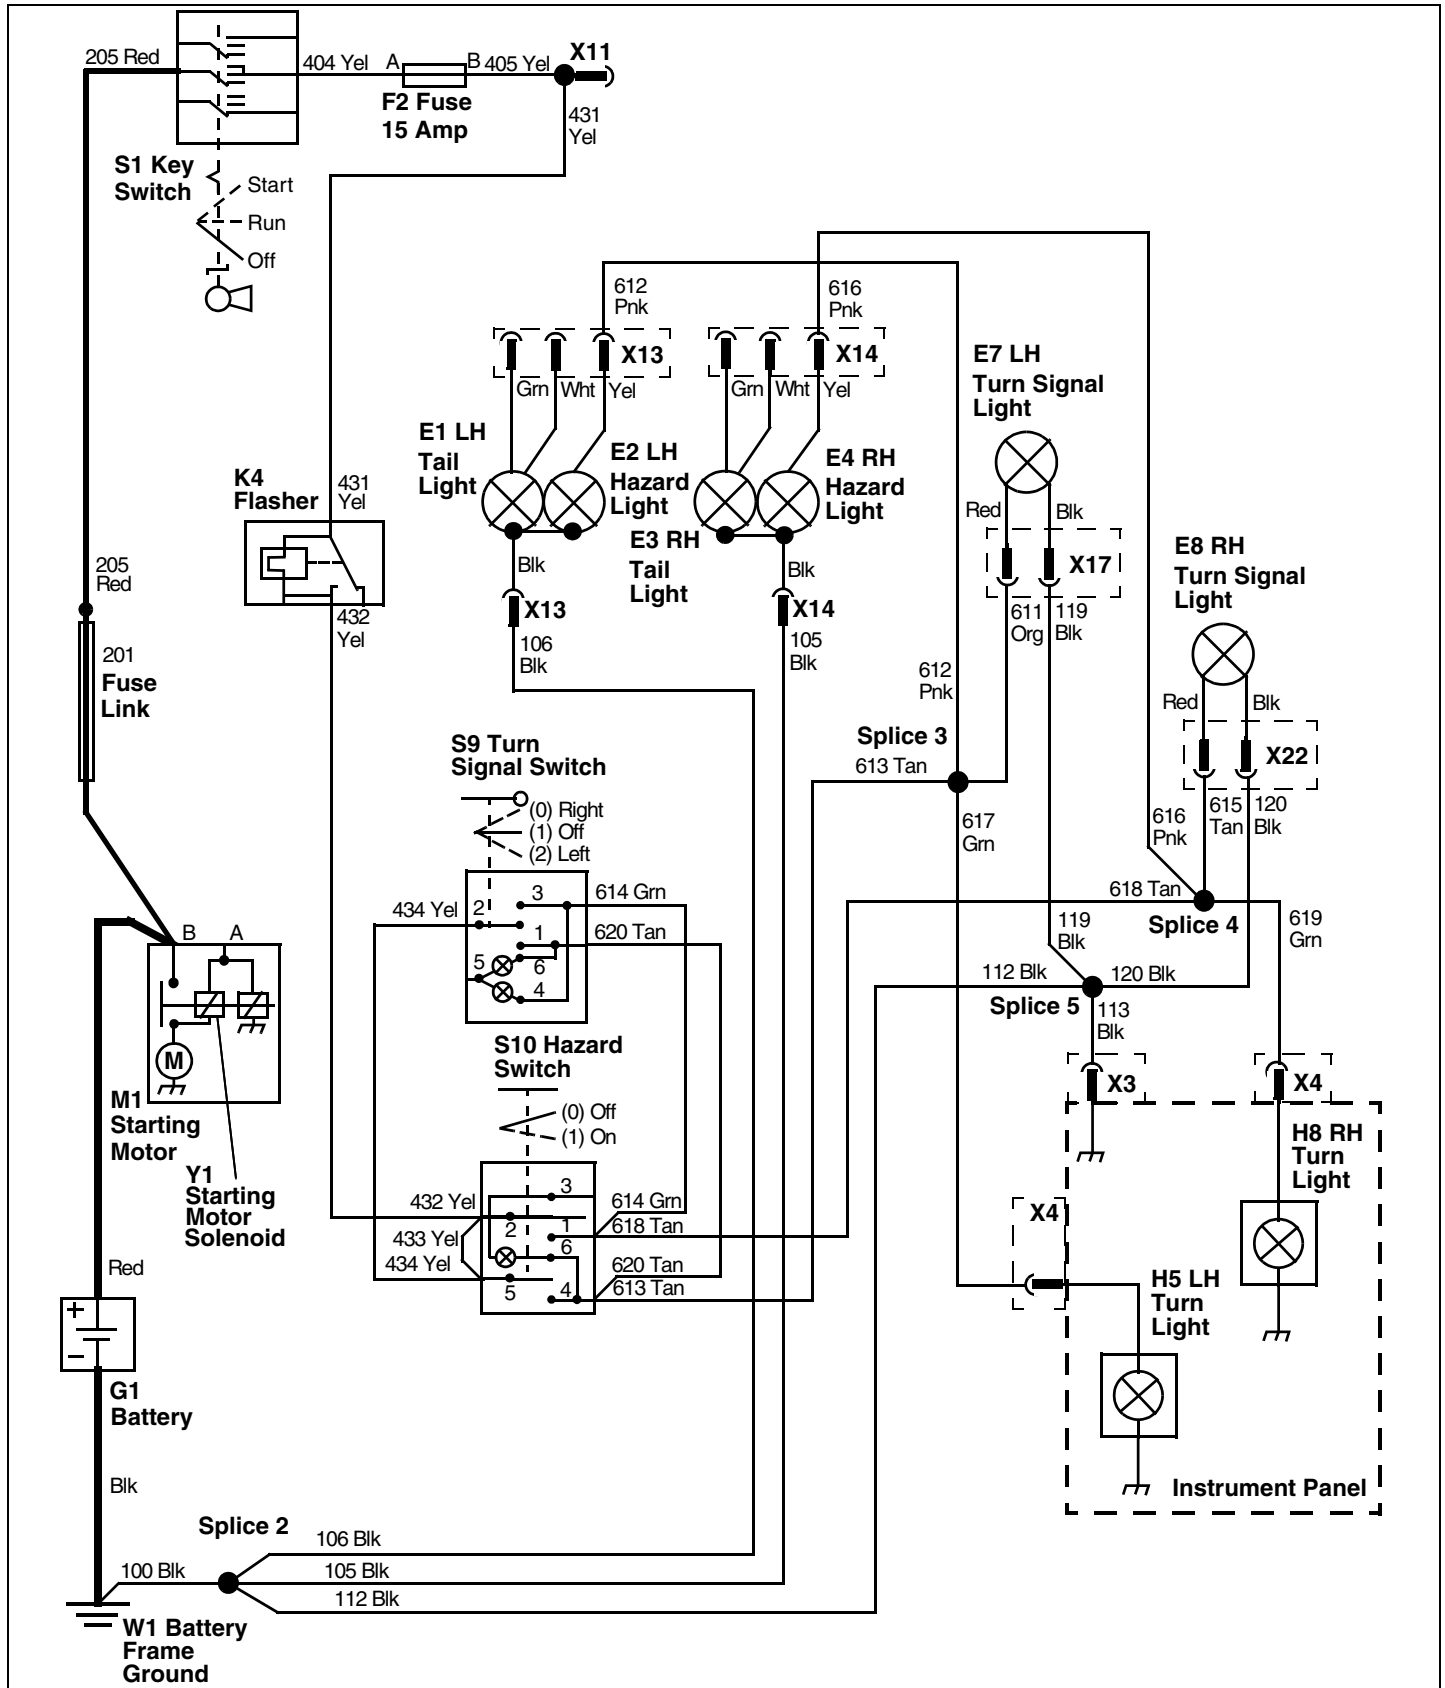 205 Red
404 Yel
A
B
405 Yel
X11
F2 Fuse
15 Amp
431
Yel
S1 Key
Switch
Start
Run
Off
612
Pnk
616
Pnk
X13
X14
Grn
Wht
Yel
Grn
Wht
Yel
E7 LH
Turn Signal
Light
E1 LH
Tail
Light
E2 LH
Hazard
Light
E4 RH
Hazard
Light
K4
Flasher
431
Yel
Red
Blk
E3 RH
Tail
Light
X17
E8 RH
Turn Signal
Light
205
Red
Blk
Blk
X13
X14
432
Yel
106
Blk
105
Blk
611
Org
119
Blk
201
Fuse
Link
612
Pnk
Red
Blk
S9 Turn
Signal Switch
Splice 3
613 Tan
X22
(0) Right
(1) Off
(2) Left
617
Grn
616
Pnk
615
Tan
120
Blk
434 Yel
2
3
614 Grn
618 Tan
Splice 4
619
Grn
B
A
1
620 Tan
119
Blk
5
6
4
112 Blk
120 Blk
Splice 5
113
Blk
M
S10 Hazard
Switch
X3
X4
M1
Starting
Motor
(0) Off
(1) On
H8 RH
Turn
Light
Y1
Starting
Motor
Solenoid
432 Yel
3
614 Grn
2
1
618 Tan
X4
433 Yel
6
434 Yel
620 Tan
5
4
613 Tan
Red
H5 LH
Turn
Light
+
–
G1
Battery
Blk
Instrument Panel
Splice 2
106 Blk
100 Blk
105 Blk
112 Blk
W1 Battery
Frame
Ground